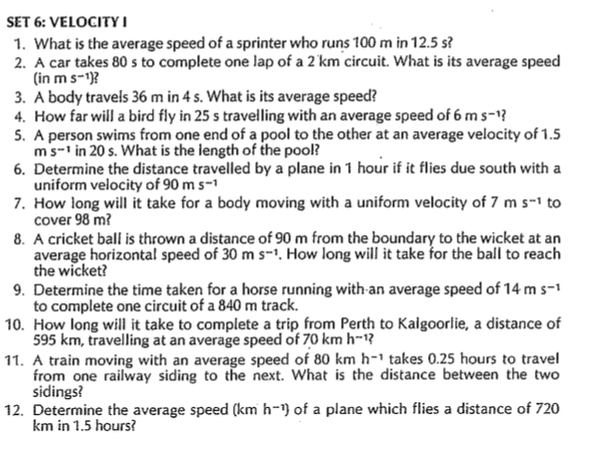 SET 6: VELOCITY I
1. What is the average speed of a sprinter who runs 100 m in 12.5 s?
2. A car takes 80 s to complete one lap of a 2 km circuit. What is its average speed
(in m s⁻¹)?
3. A body travels 36 m in 4 s. What is its average speed?
4. How far will a bird fly in 25 s travelling with an average speed of 6 m s⁻¹?
5. A person swims from one end of a pool to the other at an average velocity of 1.5
m s⁻¹ in 20 s. What is the length of the pool?
6. Determine the distance travelled by a plane in 1 hour if it flies due south with a
uniform velocity of 90 m s⁻¹
7. How long will it take for a body moving with a uniform velocity of 7 m s⁻¹ to
cover 98 m?
8. A cricket ball is thrown a distance of 90 m from the boundary to the wicket at an
average horizontal speed of 30 m s⁻¹. How long will it take for the ball to reach
the wicket?
9. Determine the time taken for a horse running with an average speed of 14 m s⁻¹
to complete one circuit of a 840 m track.
10. How long will it take to complete a trip from Perth to Kalgoorlie, a distance of
595 km, travelling at an average speed of 70 km h⁻¹?
11. A train moving with an average speed of 80 km h⁻¹ takes 0.25 hours to travel
from one railway siding to the next. What is the distance between the two
sidings?
12. Determine the average speed (km h⁻¹) of a plane which flies a distance of 720
km in 1.5 hours?